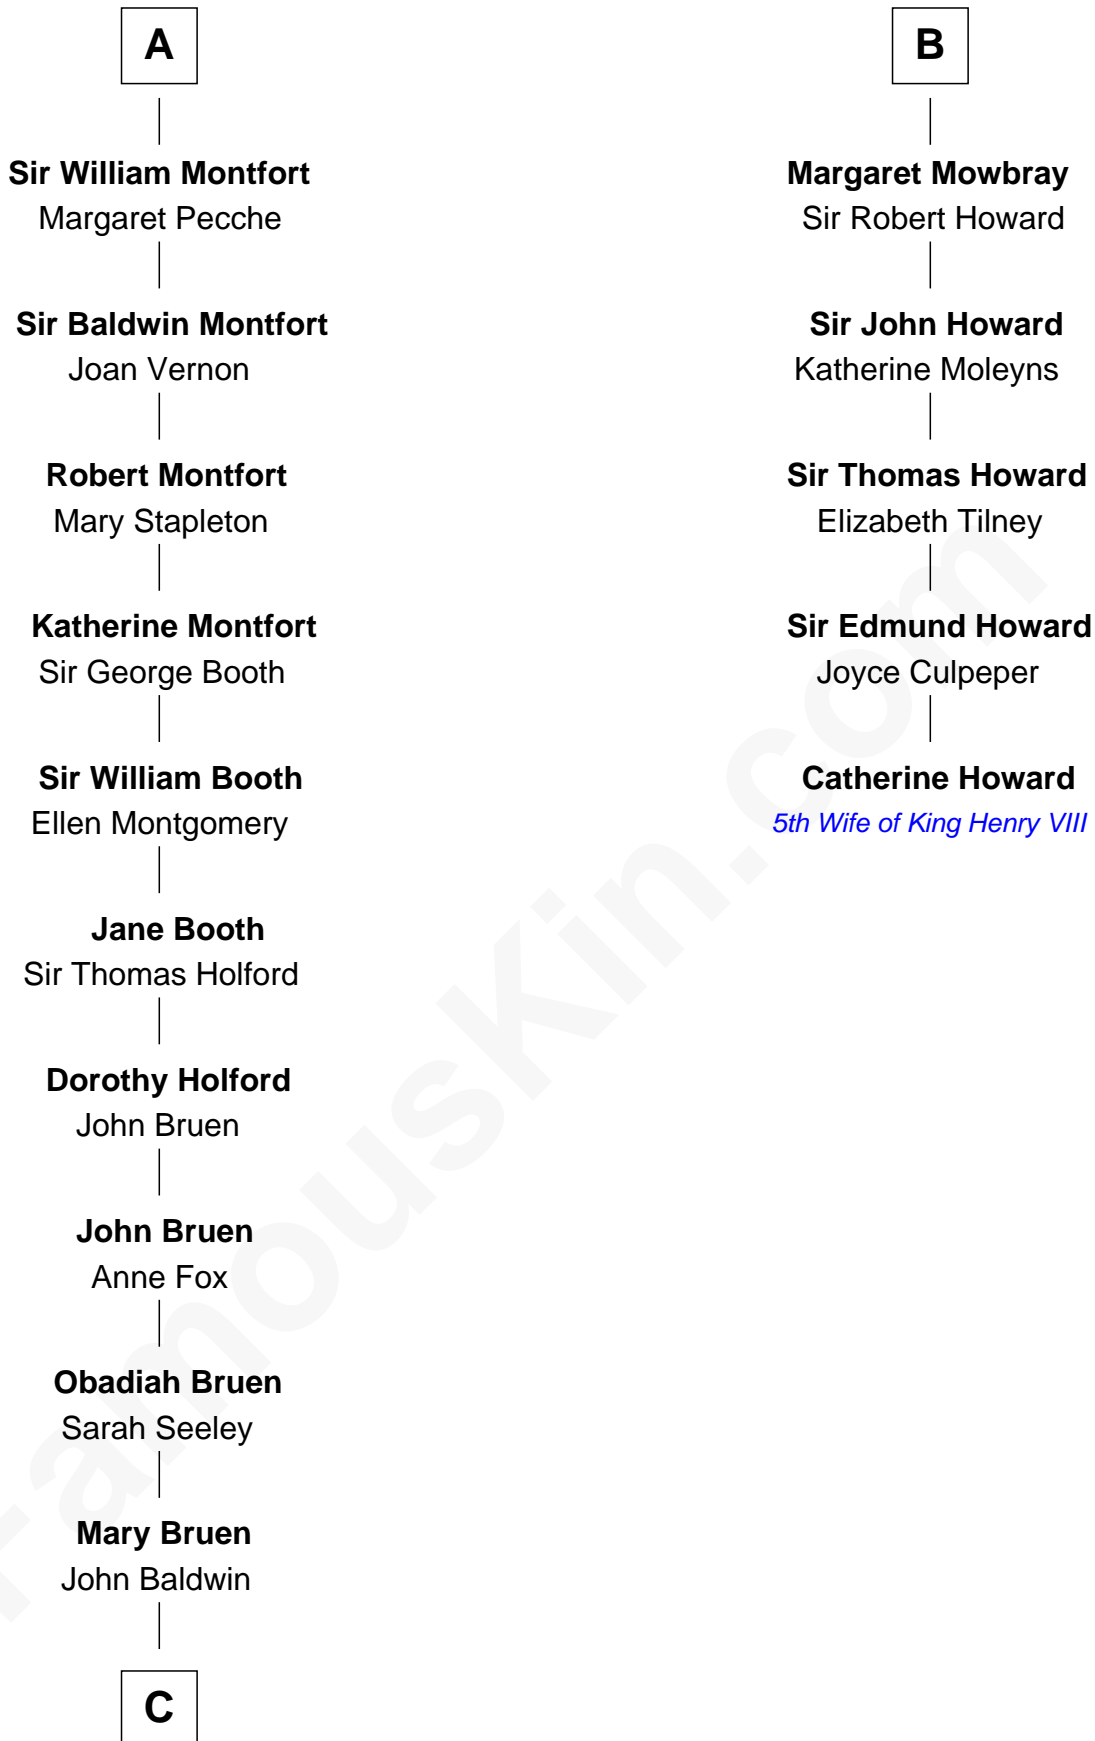 A
Sir William Montfort
Margaret Pecche
Sir Baldwin Montfort
Joan Vernon
Robert Montfort
Mary Stapleton
Katherine Montfort
Sir George Booth
Sir William Booth
Ellen Montgomery
Jane Booth
Sir Thomas Holford
Dorothy Holford
John Bruen
John Bruen
Anne Fox
Obadiah Bruen
Sarah Seeley
Mary Bruen
John Baldwin
C
B
Margaret Mowbray
Sir Robert Howard
Sir John Howard
Katherine Moleyns
Sir Thomas Howard
Elizabeth Tilney
Sir Edmund Howard
Joyce Culpeper
Catherine Howard
5th Wife of King Henry VIII
FamousKin.com